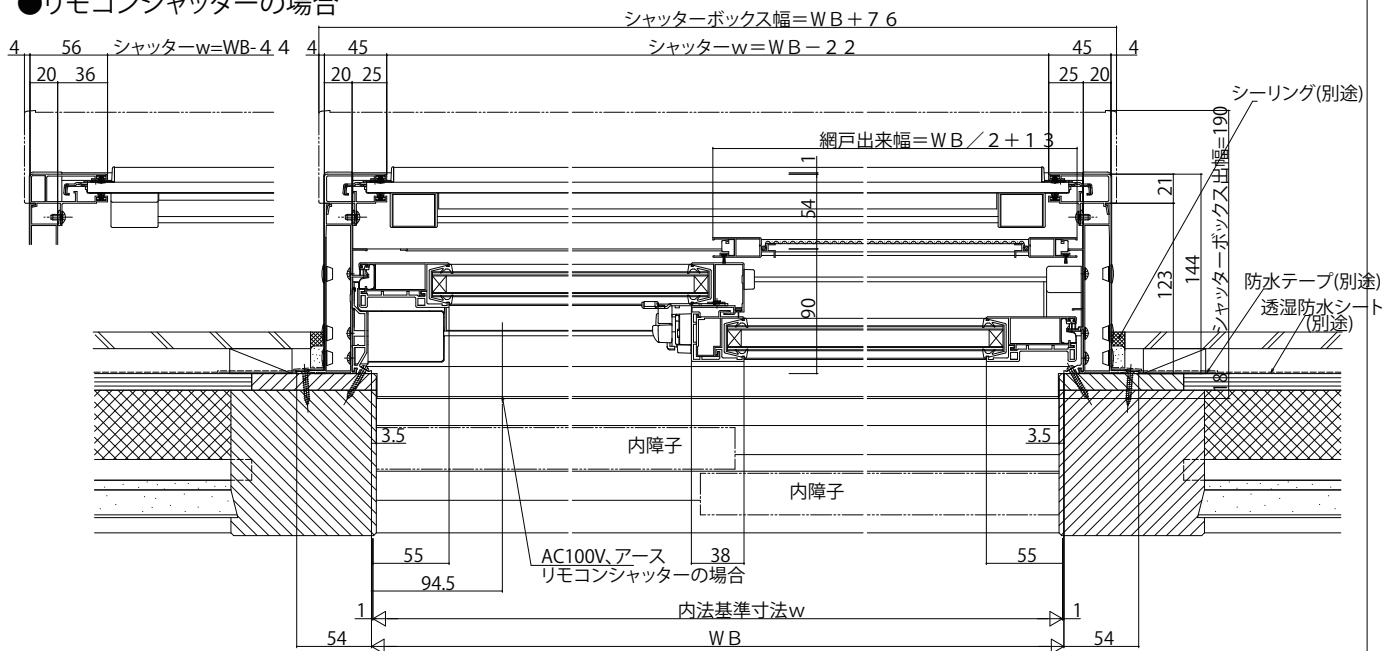 ●リモコンシャッターの場合
シャッターボックス幅=WB+76
4 56 シャッターw=WB-44 4 45 シャッターw=WB-22 45 4
20 36 20 25 25 20
シーリング(別途)
網戸出来幅=WB/2+13
1
54
90
21
123
144
シャッターボックス出幅=190
18
防水テープ(別途)
透湿防水シート
(別途)
3.5 内障子 3.5
内障子
55 38 55
AC100V、アース
リモコンシャッターの場合
94.5
1 内法基準寸法w 1
54 WB 54